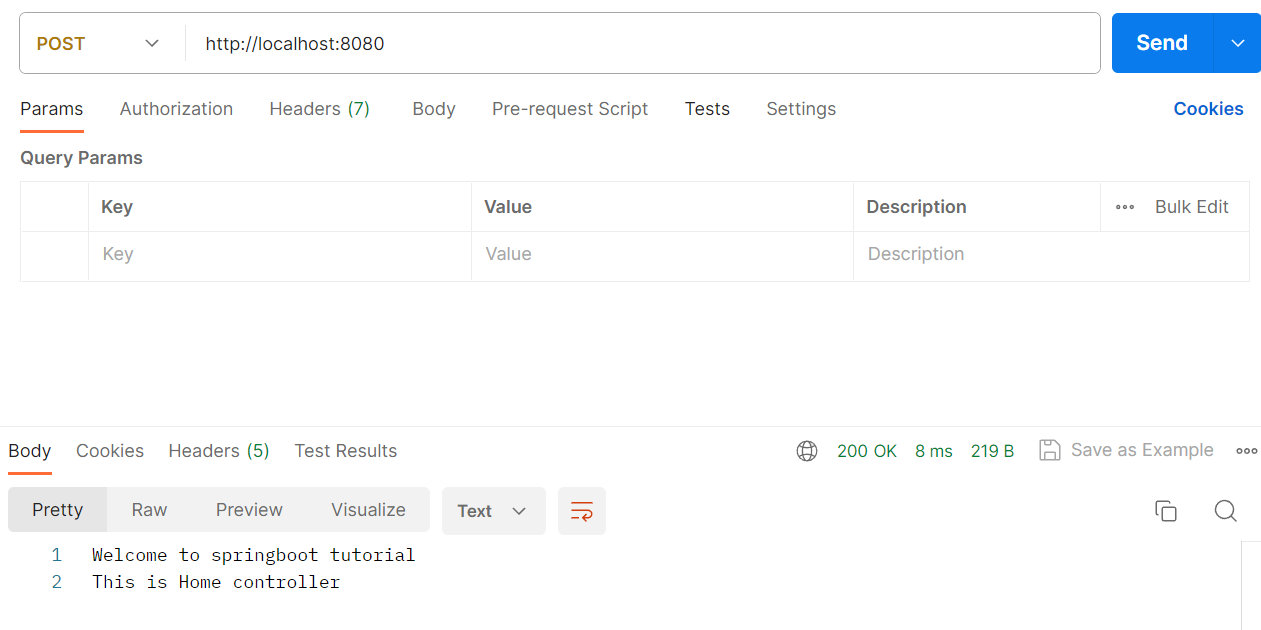 POST http://localhost:8080 Send
Params Authorization Headers (7) Body Pre-request Script Tests Settings Cookies
Query Params
Key Value Description Bulk Edit
Key Value Description
Body Cookies Headers (5) Test Results 200 OK 8 ms 219 B Save as Example
Pretty Raw Preview Visualize Text
1 Welcome to springboot tutorial
2 This is Home controller